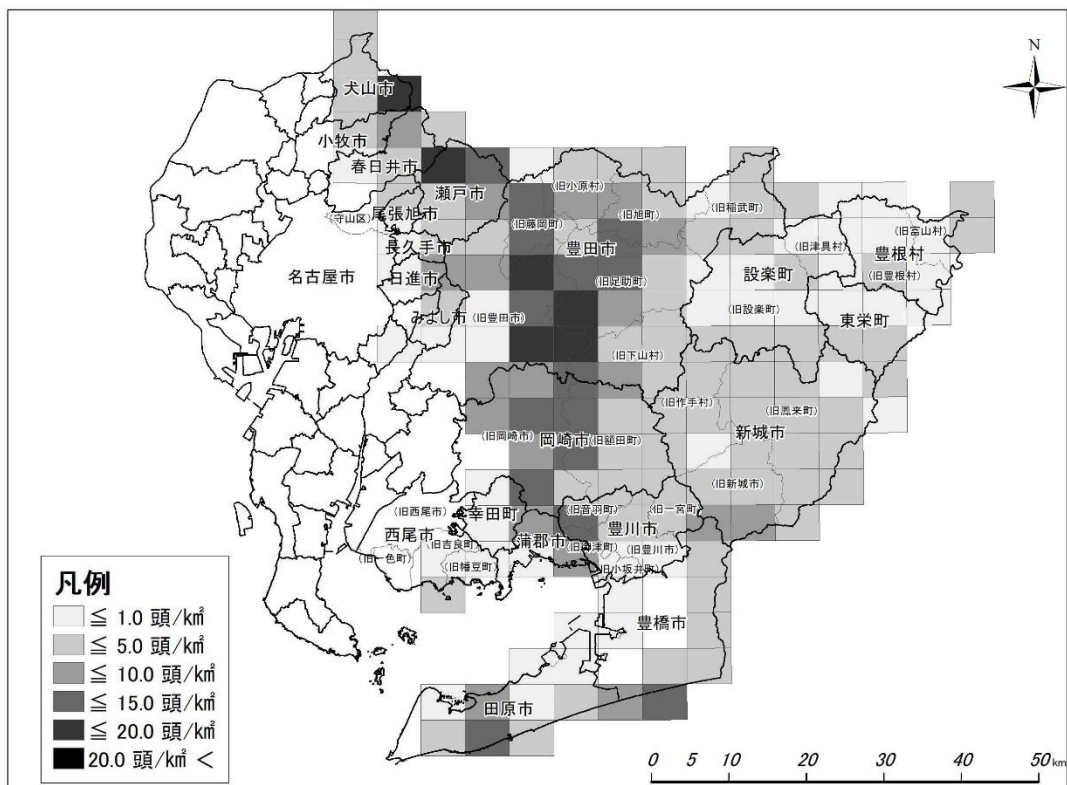 N
犬山市
小牧市
春日井市
瀬戸市
(旧小原村)
(旧稲武町)
尾張旭市
(守山区)
(旧藤岡町)
(旧旭町)
(旧富山村)
長久手市
豊田市
(旧津具村)
豊根村
名古屋市
日進市
(旧足助町)
設楽町
(旧豊根村)
みよし市
(旧豊田市)
(旧設楽町)
東栄町
(旧下山村)
(旧作手村)
(旧鳳来町)
(旧岡崎市)
岡崎市
(旧額田町)
新城市
(旧新城市)
(旧西尾市)
幸田町
(旧音羽町)
(旧一宮町)
西尾市
(旧吉良町)
蒲郡市
豊川市
(旧御津町)
(旧豊川市)
(旧一色町)
(旧幡豆町)
(旧小坂井町)
豊橋市
田原市
凡例
≦ 1.0 頭/km²
≦ 5.0 頭/km²
≦ 10.0 頭/km²
≦ 15.0 頭/km²
≦ 20.0 頭/km²
20.0 頭/km² <
0 5 10 20 30 40 50 km